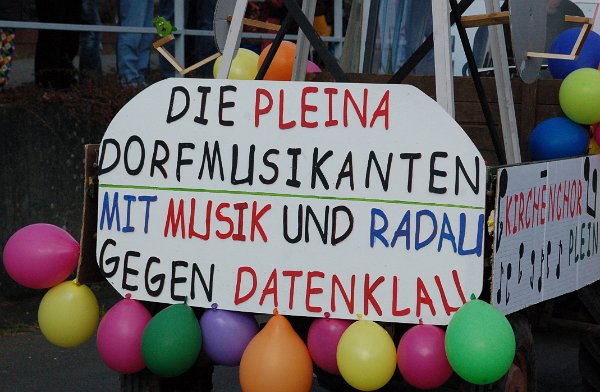 DIE PLEINA
DORFMUSIKANTEN
MIT MUSIK UND RADAU
GEGEN DATENKLAU
KIRCHENCHOR
PLEIN